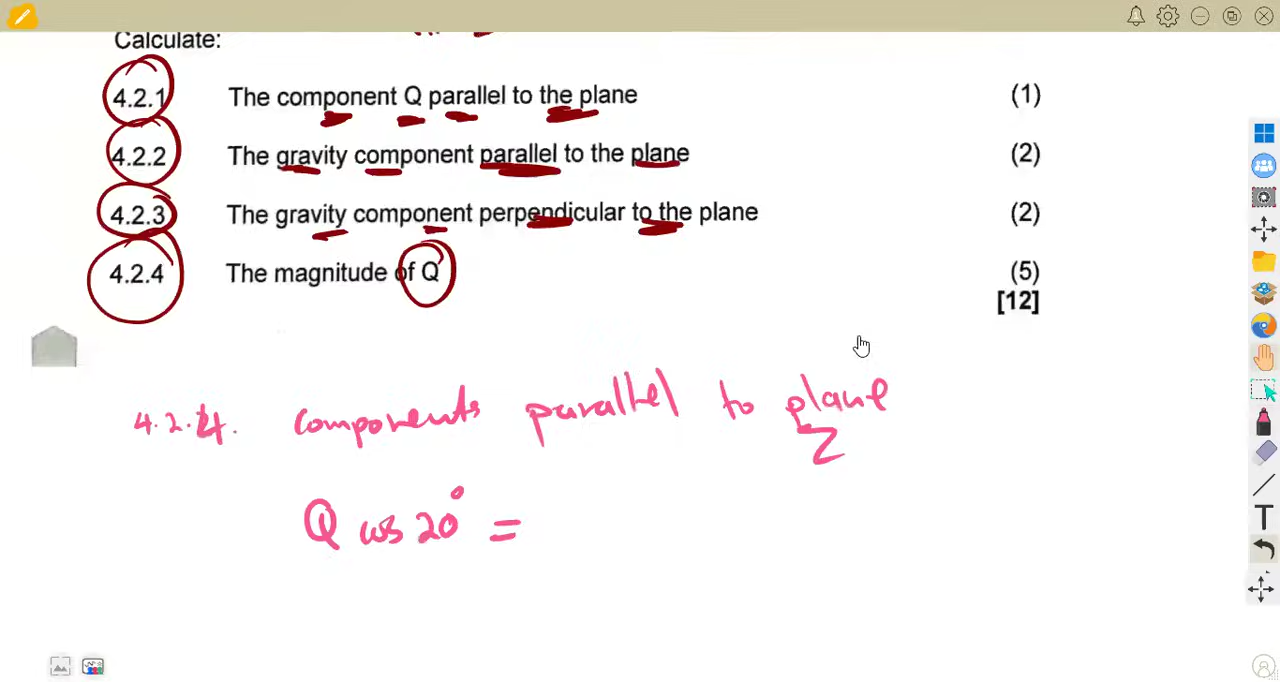 Calculate:
4.2.1 The component Q parallel to the plane (1)
4.2.2 The gravity component parallel to the plane (2)
4.2.3 The gravity component perpendicular to the plane (2)
4.2.4 The magnitude of Q (5)
[12]
4.2.4. components parallel to plane
Q cos 20° =
T